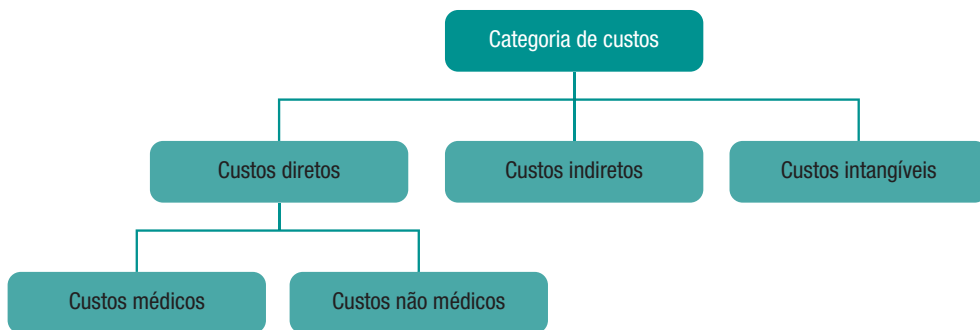 Categoria de custos
Custos diretos
Custos indiretos
Custos intangíveis
Custos médicos
Custos não médicos